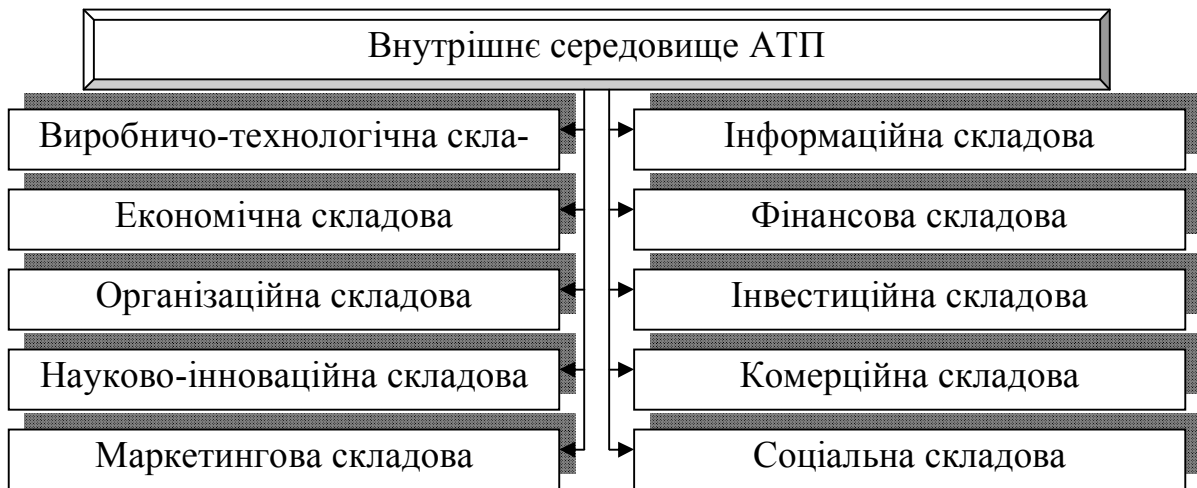 Внутрішнє середовище АТП
Виробничо-технологічна скла-
Економічна складова
Організаційна складова
Науково-інноваційна складова
Маркетингова складова
Інформаційна складова
Фінансова складова
Інвестиційна складова
Комерційна складова
Соціальна складова